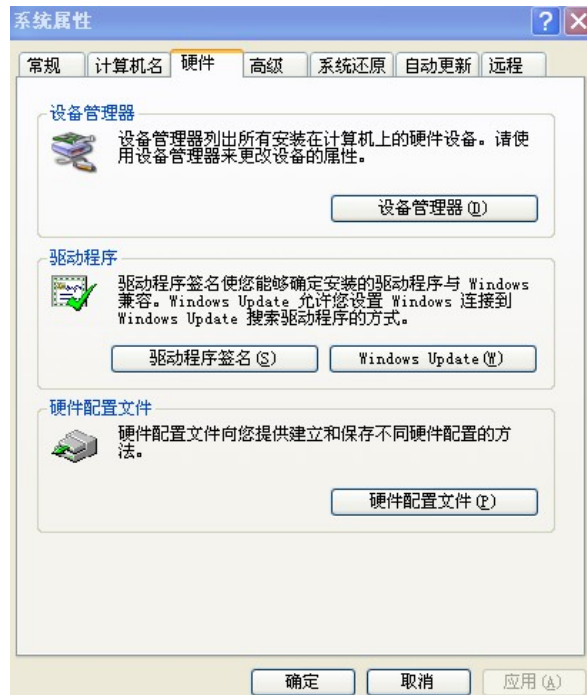 系统属性
常规 计算机名 硬件 高级 系统还原 自动更新 远程
设备管理器
设备管理器列出所有安装在计算机上的硬件设备。请使
用设备管理器来更改设备的属性。
设备管理器(D)
驱动程序
驱动程序签名使您能够确定安装的驱动程序与 Windows
兼容。Windows Update 允许您设置 Windows 连接到
Windows Update 搜索驱动程序的方式。
驱动程序签名(S) Windows Update(W)
硬件配置文件
硬件配置文件向您提供建立和保存不同硬件配置的方
法。
硬件配置文件(P)
确定 取消 应用(A)